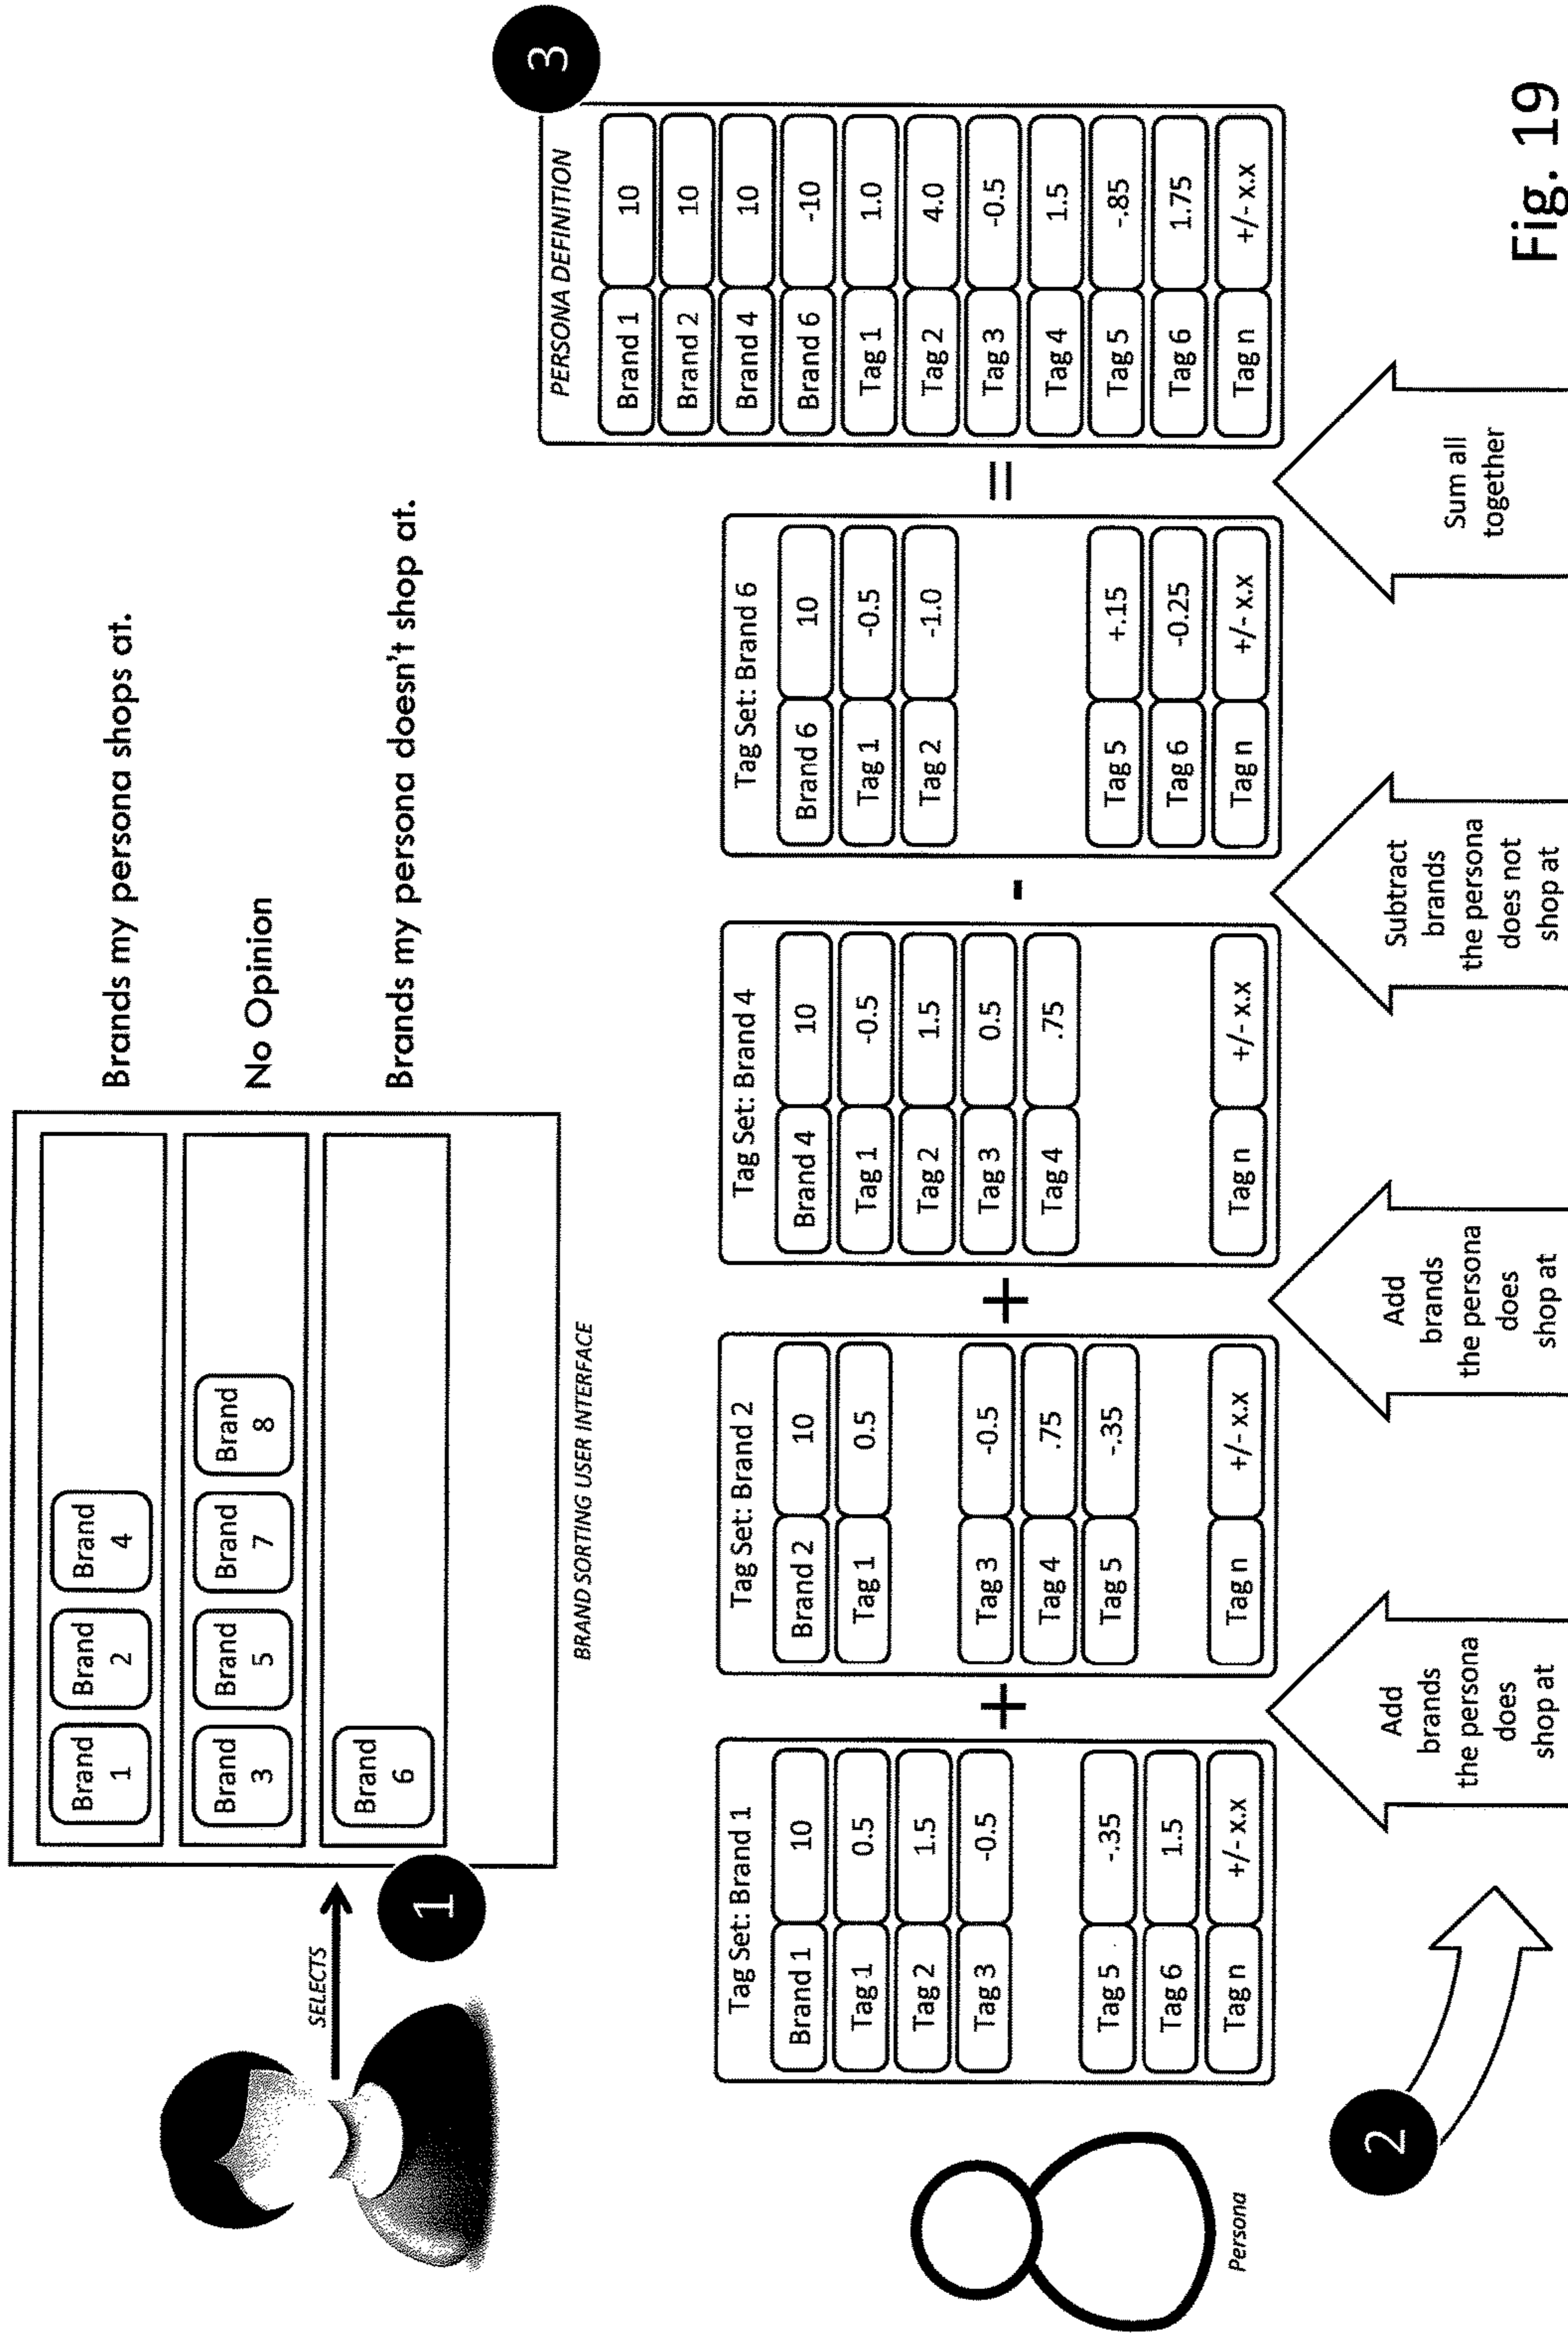 SELECTS
1
Brand
1
Brand
2
Brand
4
Brands my persona shops at.
Brand
3
Brand
5
Brand
7
Brand
8
No Opinion
Brand
6
Brands my persona doesn't shop at.
BRAND SORTING USER INTERFACE
Persona
Tag Set: Brand 1
Brand 1 10
Tag 1 0.5
Tag 2 1.5
Tag 3 -0.5
Tag 5 -.35
Tag 6 1.5
Tag n +/- x.x
+
Tag Set: Brand 2
Brand 2 10
Tag 1 0.5
Tag 3 -0.5
Tag 4 .75
Tag 5 -.35
Tag n +/- x.x
+
Tag Set: Brand 4
Brand 4 10
Tag 1 -0.5
Tag 2 1.5
Tag 3 0.5
Tag 4 .75
Tag n +/- x.x
-
Tag Set: Brand 6
Brand 6 10
Tag 1 -0.5
Tag 2 -1.0
Tag 5 +.15
Tag 6 -0.25
Tag n +/- x.x
=
3
PERSONA DEFINITION
Brand 1 10
Brand 2 10
Brand 4 10
Brand 6 -10
Tag 1 1.0
Tag 2 4.0
Tag 3 -0.5
Tag 4 1.5
Tag 5 -.85
Tag 6 1.75
Tag n +/- x.x
2
Add
brands
the persona
does
shop at
Add
brands
the persona
does
shop at
Subtract
brands
the persona
does not
shop at
Sum all
together
Fig. 19